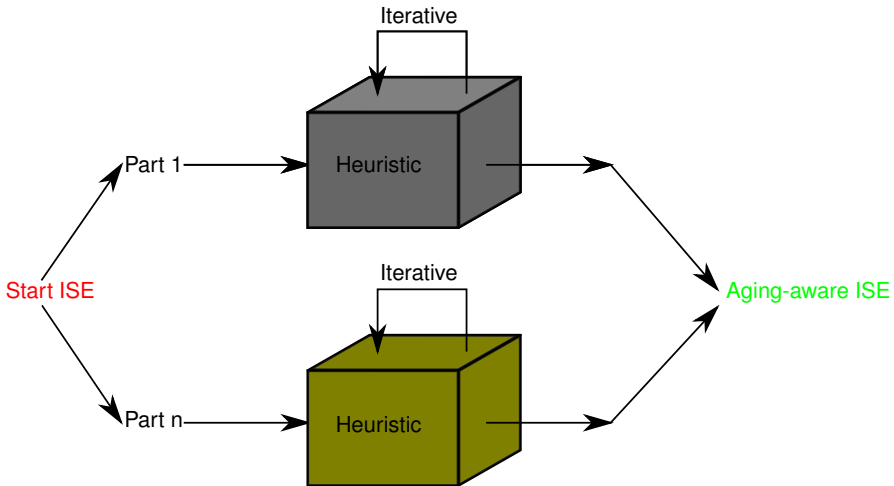 Iterative
Part 1
Heuristic
Start ISE
Aging-aware ISE
Iterative
Part n
Heuristic